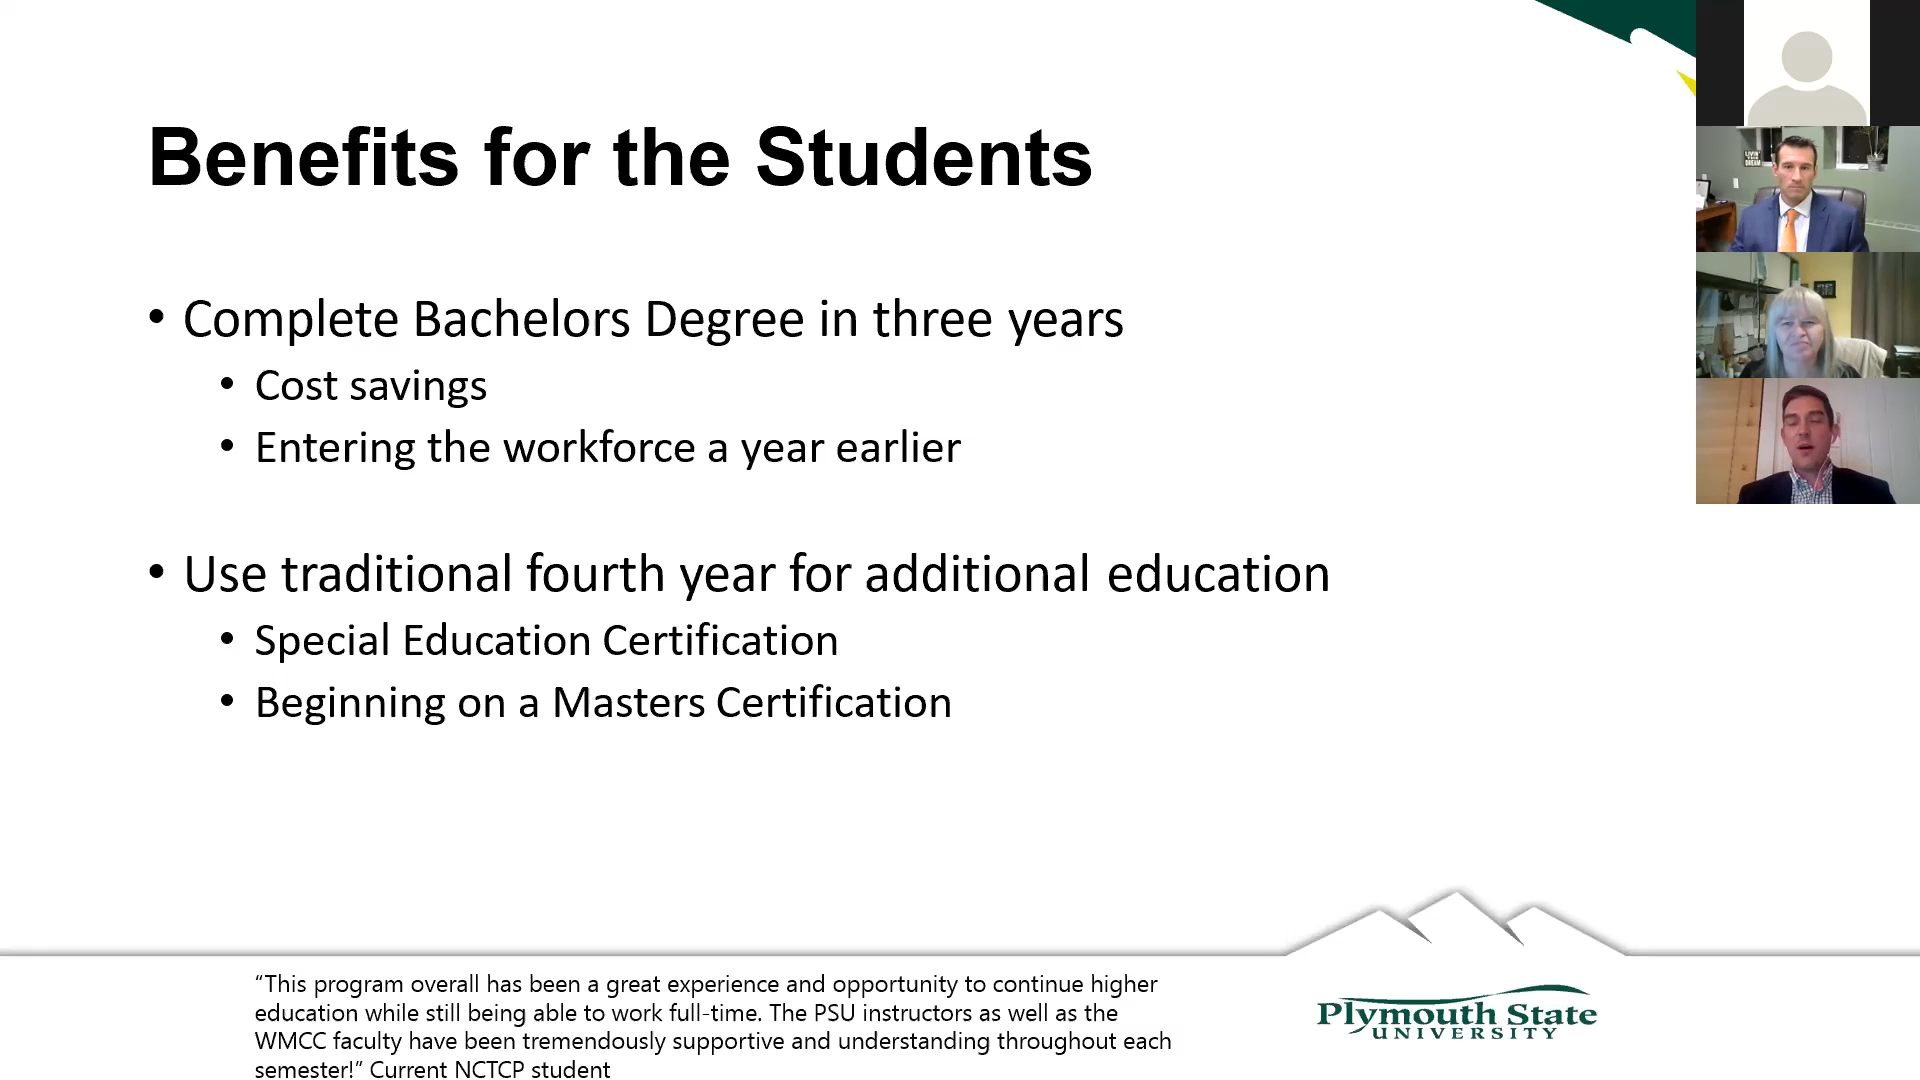 Benefits for the Students
• Complete Bachelors Degree in three years
• Cost savings
• Entering the workforce a year earlier
• Use traditional fourth year for additional education
• Special Education Certification
• Beginning on a Masters Certification
“This program overall has been a great experience and opportunity to continue higher
education while still being able to work full-time. The PSU instructors as well as the
WMCC faculty have been tremendously supportive and understanding throughout each
semester!” Current NCTCP student
Plymouth State
UNIVERSITY
LIVIN'
THE
DREAM